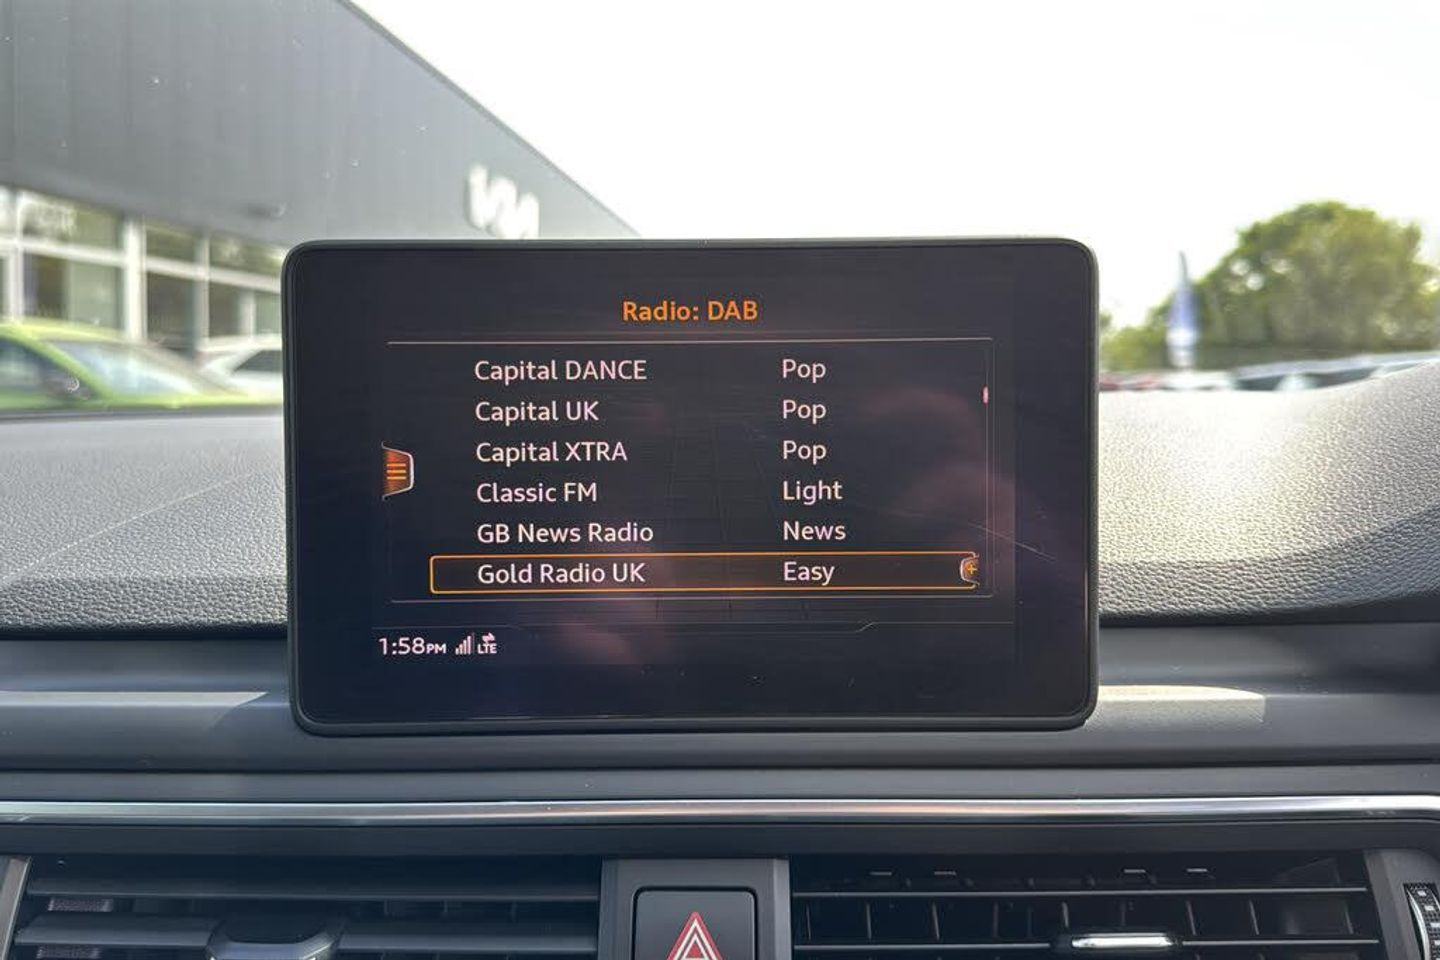 Radio: DAB
Capital DANCE Pop
Capital UK Pop
Capital XTRA Pop
Classic FM Light
GB News Radio News
Gold Radio UK Easy
1:58PM LTE